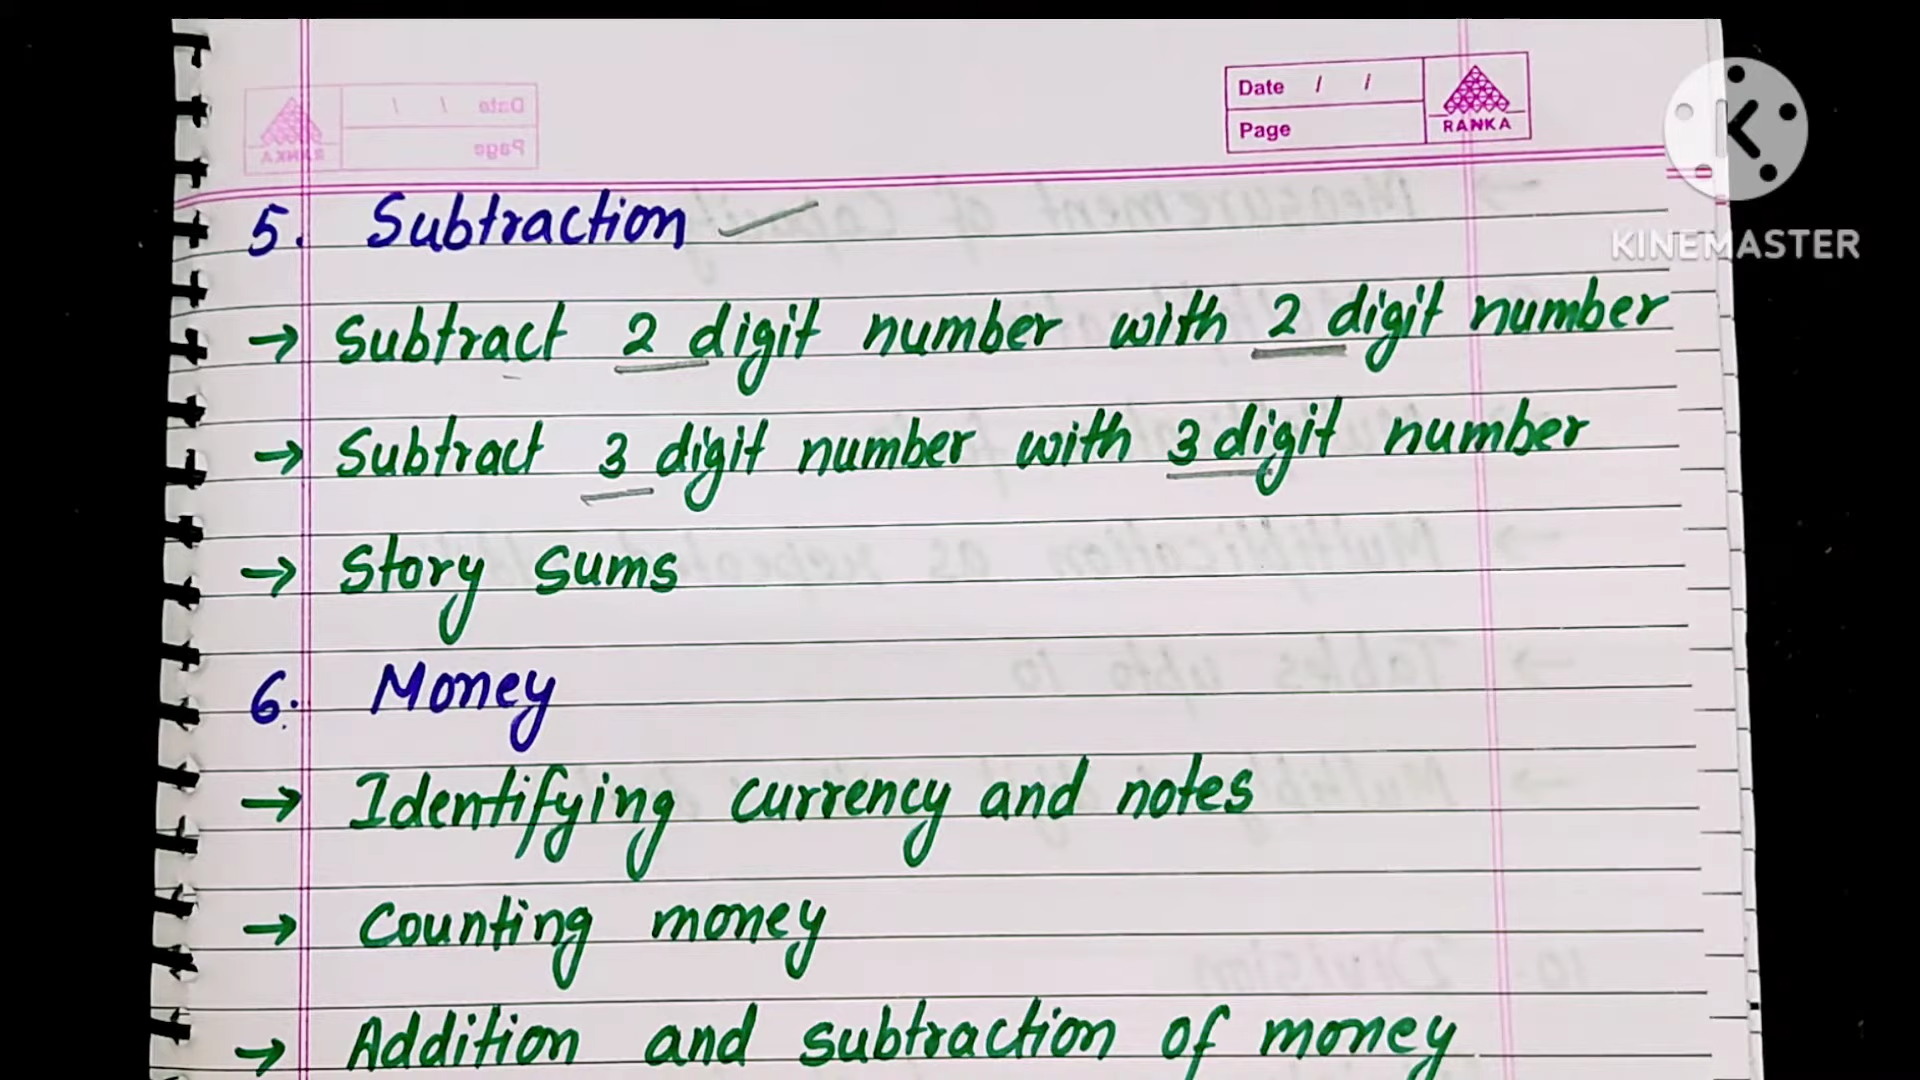 Date / /
Page
RANKA
KINEMASTER
5. Subtraction
→ Subtract 2 digit number with 2 digit number
→ Subtract 3 digit number with 3 digit number
→ Story sums
6. Money
→ Identifying currency and notes
→ Counting money
→ Addition and subtraction of money